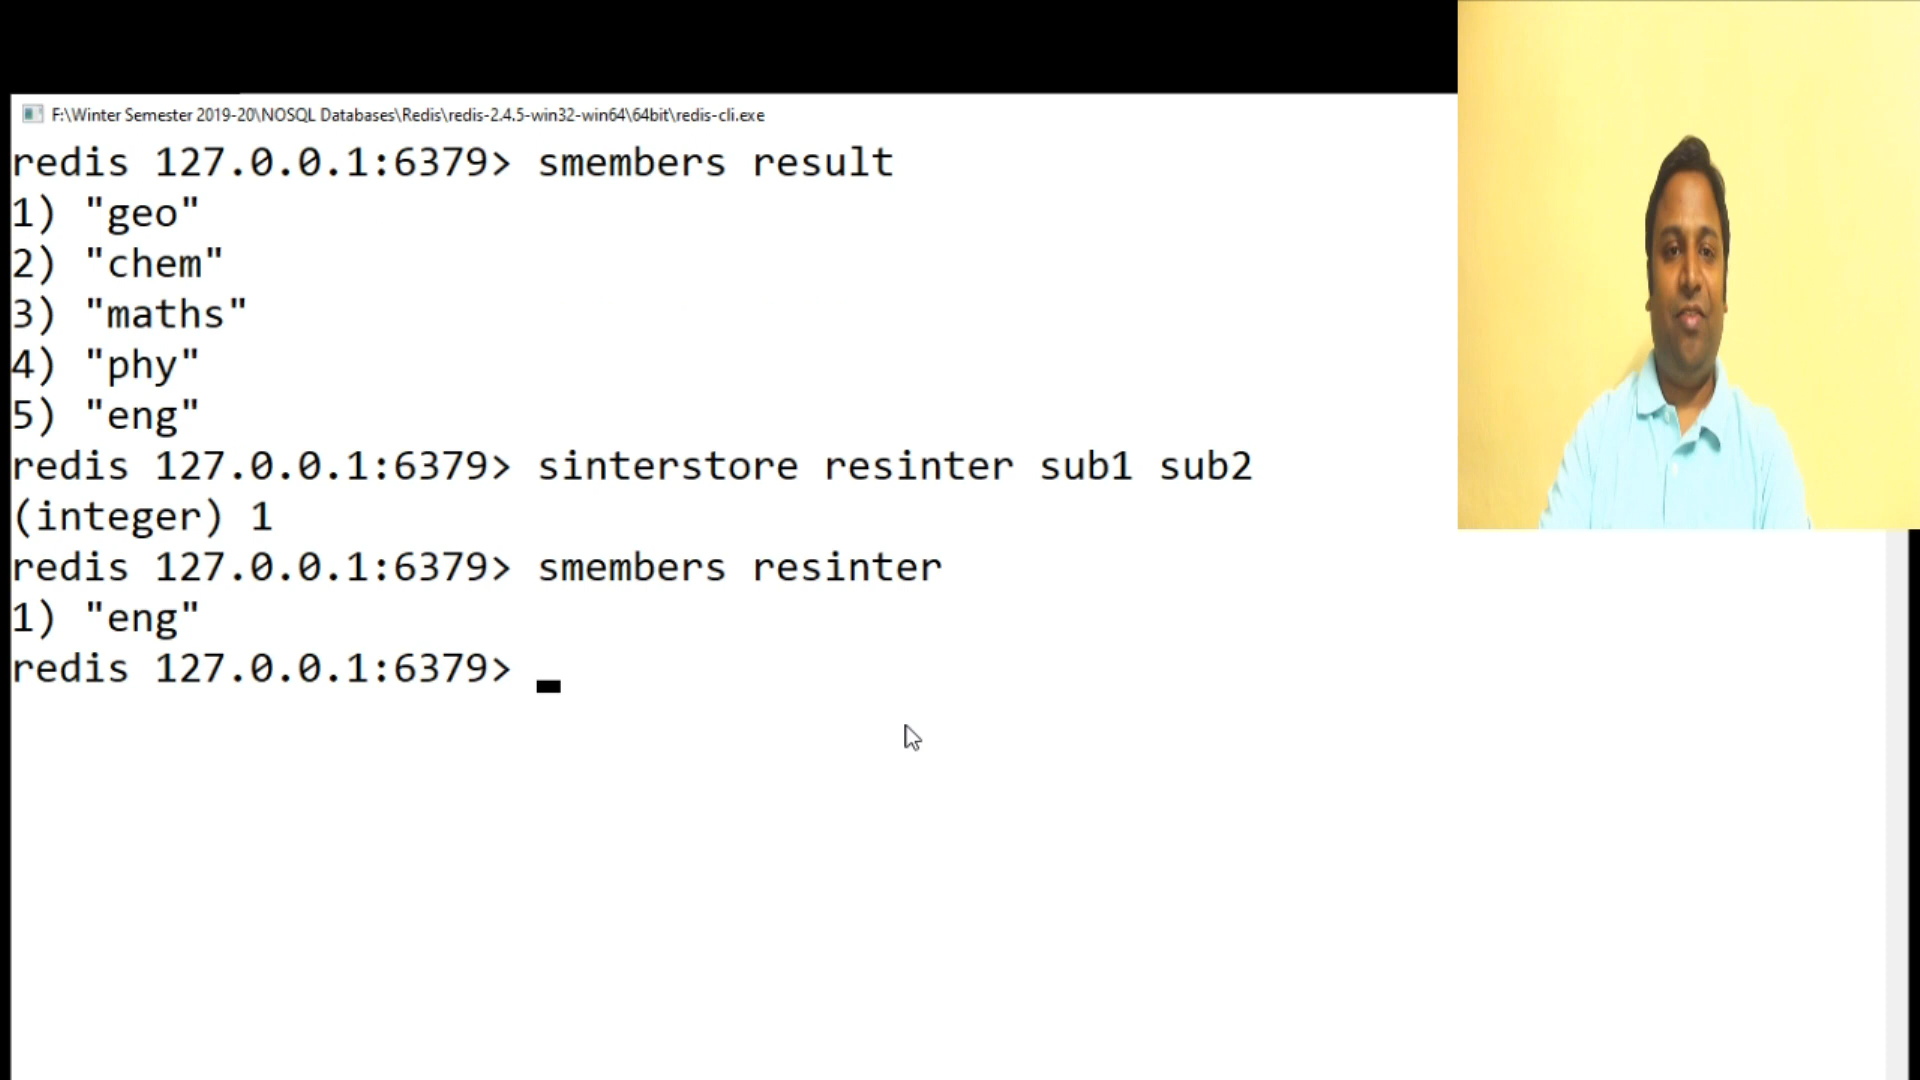 F:\Winter Semester 2019-20\NOSQL Databases\Redis\redis-2.4.5-win32-win64\64bit\redis-cli.exe
redis 127.0.0.1:6379> smembers result
1) "geo"
2) "chem"
3) "maths"
4) "phy"
5) "eng"
redis 127.0.0.1:6379> sinterstore resinter sub1 sub2
(integer) 1
redis 127.0.0.1:6379> smembers resinter
1) "eng"
redis 127.0.0.1:6379>